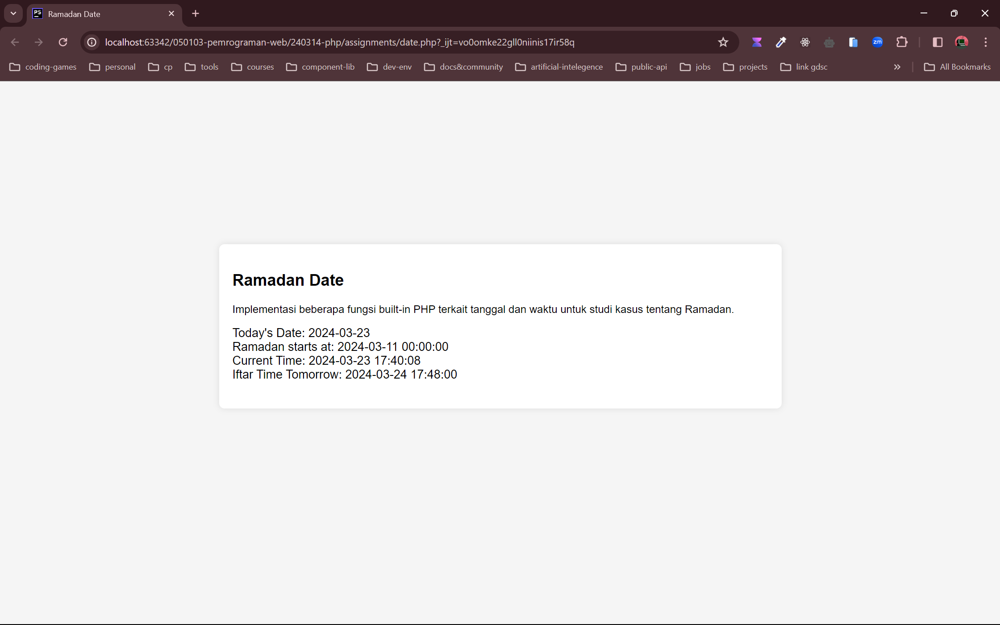 PS Ramadan Date
localhost:63342/050103-pemrograman-web/240314-php/assignments/date.php?_ijt=vo0omke22gll0niinis17ir58q
zm
coding-games personal cp tools courses component-lib dev-env docs&community artificial-intelegence public-api jobs projects link gdsc All Bookmarks
Ramadan Date
Implementasi beberapa fungsi built-in PHP terkait tanggal dan waktu untuk studi kasus tentang Ramadan.
Today's Date: 2024-03-23
Ramadan starts at: 2024-03-11 00:00:00
Current Time: 2024-03-23 17:40:08
Iftar Time Tomorrow: 2024-03-24 17:48:00